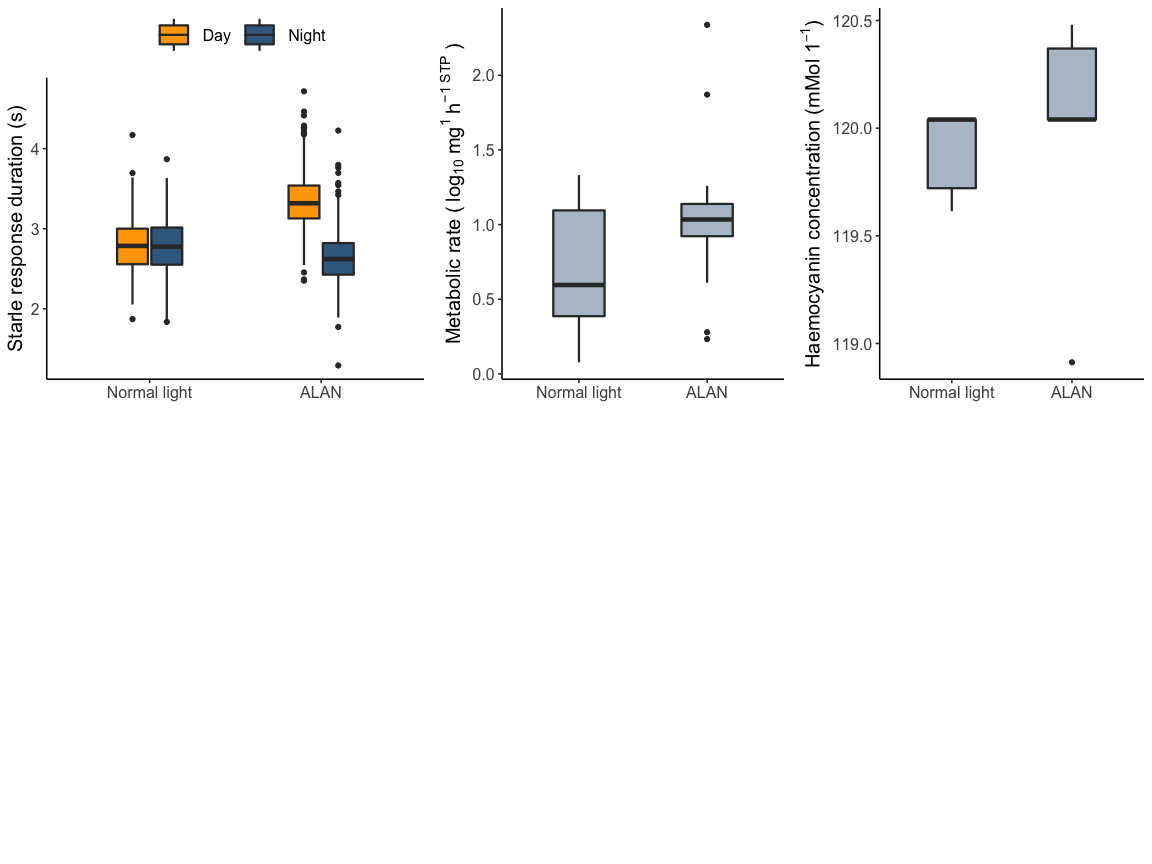 Day Night
Starle response duration (s)
4
3
2
Normal light ALAN
Metabolic rate ( log10 mg1 h−1 STP )
2.0
1.5
1.0
0.5
0.0
Normal light ALAN
Haemocyanin concentration (mMol 1−1)
120.5
120.0
119.5
119.0
Normal light ALAN